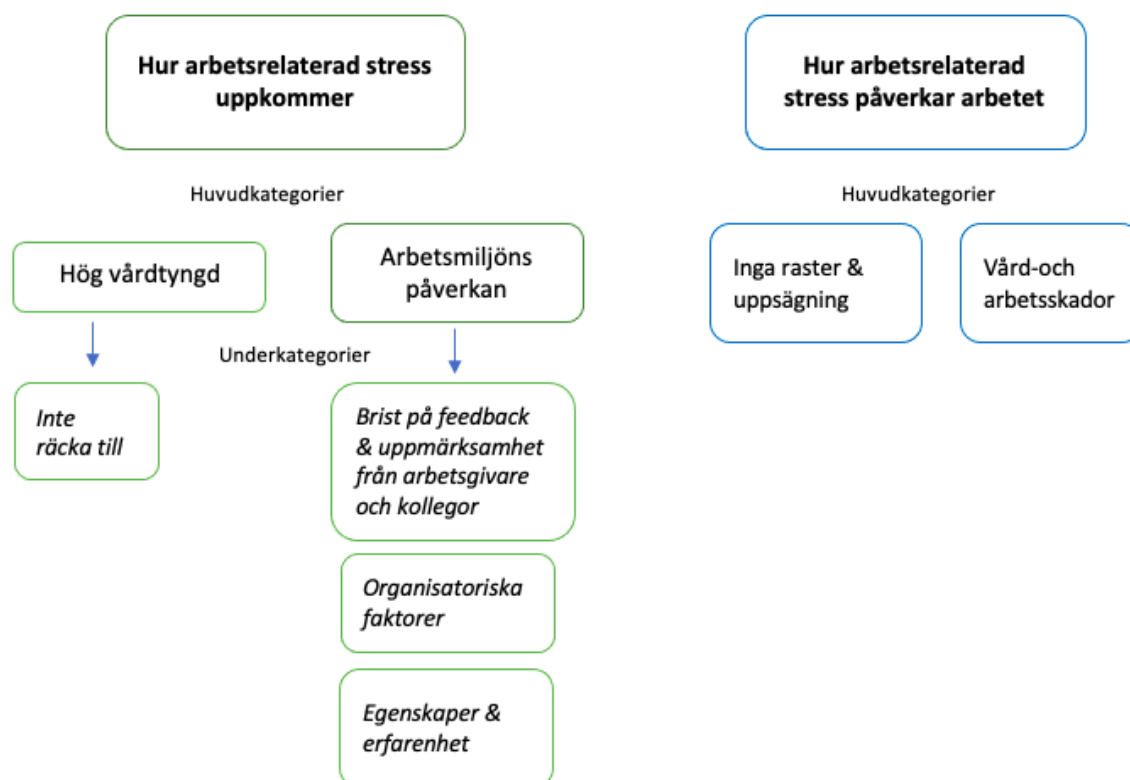 Hur arbetsrelaterad stress
uppkommer
Huvudkategorier
Hög vårdtyngd
Arbetsmiljöns
påverkan
Underkategorier
Inte
räcka till
Brist på feedback
& uppmärksamhet
från arbetsgivare
och kollegor
Organisatoriska
faktorer
Egenskaper &
erfarenhet
Hur arbetsrelaterad
stress påverkar arbetet
Huvudkategorier
Inga raster &
uppsägning
Vård-och
arbetsskador